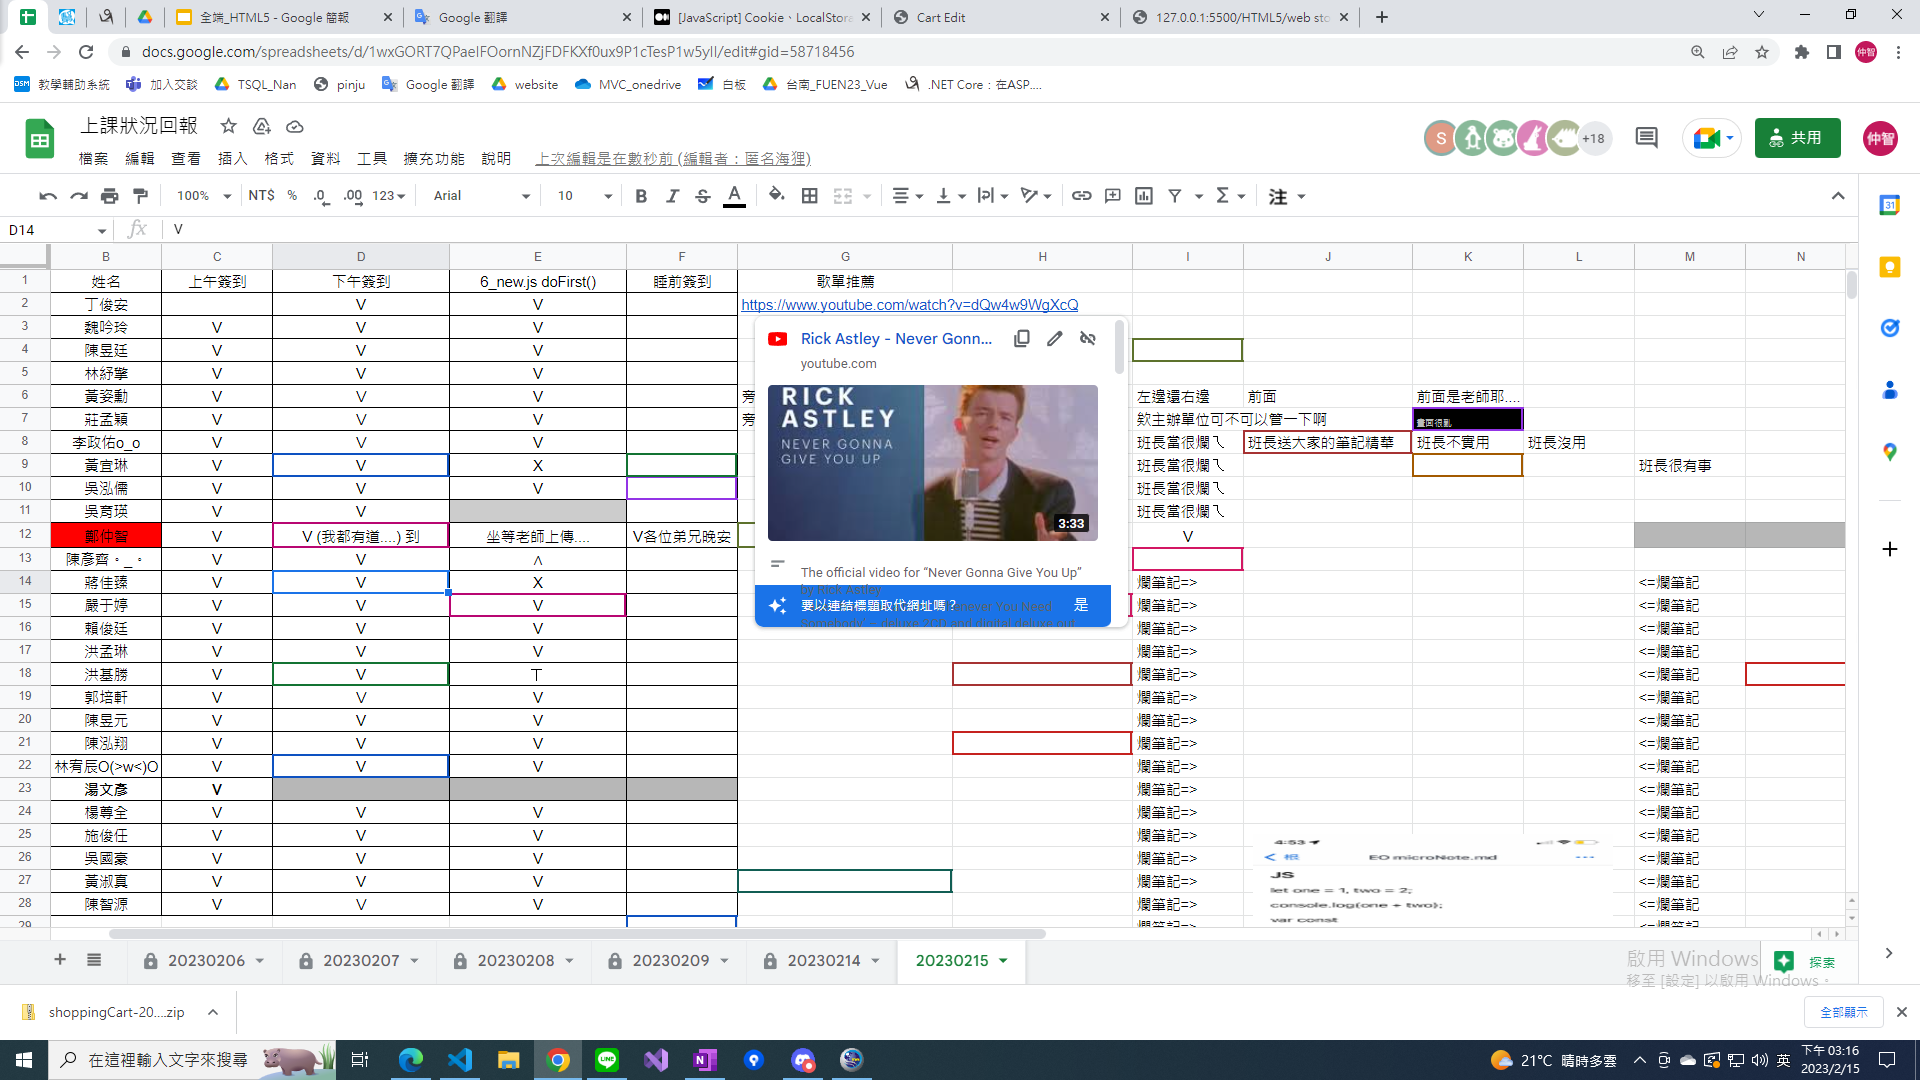 全端_HTML5 - Google 簡報
Google 翻譯
[JavaScript] Cookie、LocalStora
Cart Edit
127.0.0.1:5500/HTML5/web sto
docs.google.com/spreadsheets/d/1wxGORT7QPaeIFOornNZjFDFKXf0ux9P1cTesP1w5yII/edit#gid=58718456
教學輔助系統 加入交談 TSQL_Nan pinju Google 翻譯 website MVC_onedrive 白板 台南_FUEN23_Vue .NET Core：在ASP....
上課狀況回報
S +18 共用 仲智
檔案 編輯 查看 插入 格式 資料 工具 擴充功能 說明 上次編輯是在數秒前 (編輯者：匿名海狸)
100% NT$ % .0 .00 123 Arial 10 B I S A 注
D14 fx V
B C D E F G H I J K L M N
1 姓名 上午簽到 下午簽到 6_new.js doFirst() 睡前簽到 歌單推薦
2 丁俊安 V V https://www.youtube.com/watch?v=dQw4w9WgXcQ
3 魏吟玲 V V V
4 陳昱廷 V V V
5 林紓擎 V V V
6 黃姿勳 V V V 旁 左邊還右邊 前面 前面是老師耶....
7 莊孟穎 V V V 旁 欸主辦單位可不可以管一下啊 畫面很亂
8 李政佑o_o V V V 班長當很爛ㄟ 班長送大家的筆記精華 班長不實用 班長沒用
9 黃宜琳 V V X 班長當很爛ㄟ 班長很有事
10 吳泓儒 V V V 班長當很爛ㄟ
11 吳育瑛 V V 班長當很爛ㄟ
12 鄭仲智 V V (我都有道....) 到 坐等老師上傳.... V各位弟兄晚安 V
13 陳彥齊。_。 V V ㅅ
14 蔣佳臻 V V X 爛筆記=> <=爛筆記
15 嚴于婷 V V V 爛筆記=> <=爛筆記
16 賴俊廷 V V V 爛筆記=> <=爛筆記
17 洪孟琳 V V V 爛筆記=> <=爛筆記
18 洪基勝 V V ㄒ 爛筆記=> <=爛筆記
19 郭培軒 V V V 爛筆記=> <=爛筆記
20 陳昱元 V V V 爛筆記=> <=爛筆記
21 陳泓翔 V V V 爛筆記=> <=爛筆記
22 林宥辰O(>w<)O V V V 爛筆記=> <=爛筆記
23 湯文彥 V 爛筆記=> <=爛筆記
24 楊尊全 V V V 爛筆記=> <=爛筆記
25 施俊任 V V V 爛筆記=> <=爛筆記
26 吳國豪 V V V 爛筆記=> <=爛筆記
27 黃淑真 V V V 爛筆記=> <=爛筆記
28 陳智源 V V V 爛筆記=> <=爛筆記
29 爛筆記=> <=爛筆記
Rick Astley - Never Gonn...
youtube.com
RICK
ASTLEY
NEVER GONNA
GIVE YOU UP
3:33
The official video for “Never Gonna Give You Up”
by Rick Astley
要以連結標題取代網址嗎？ 是
4:53
根 EO microNote.md ...
JS
let one = 1, two = 2;
console.log(one + two);
var const
20230206 20230207 20230208 20230209 20230214 20230215
啟用 Windows
移至 [設定] 以啟用 Windows。
探索
shoppingCart-20....zip
全部顯示
在這裡輸入文字來搜尋
21°C 晴時多雲
英
下午 03:16
2023/2/15